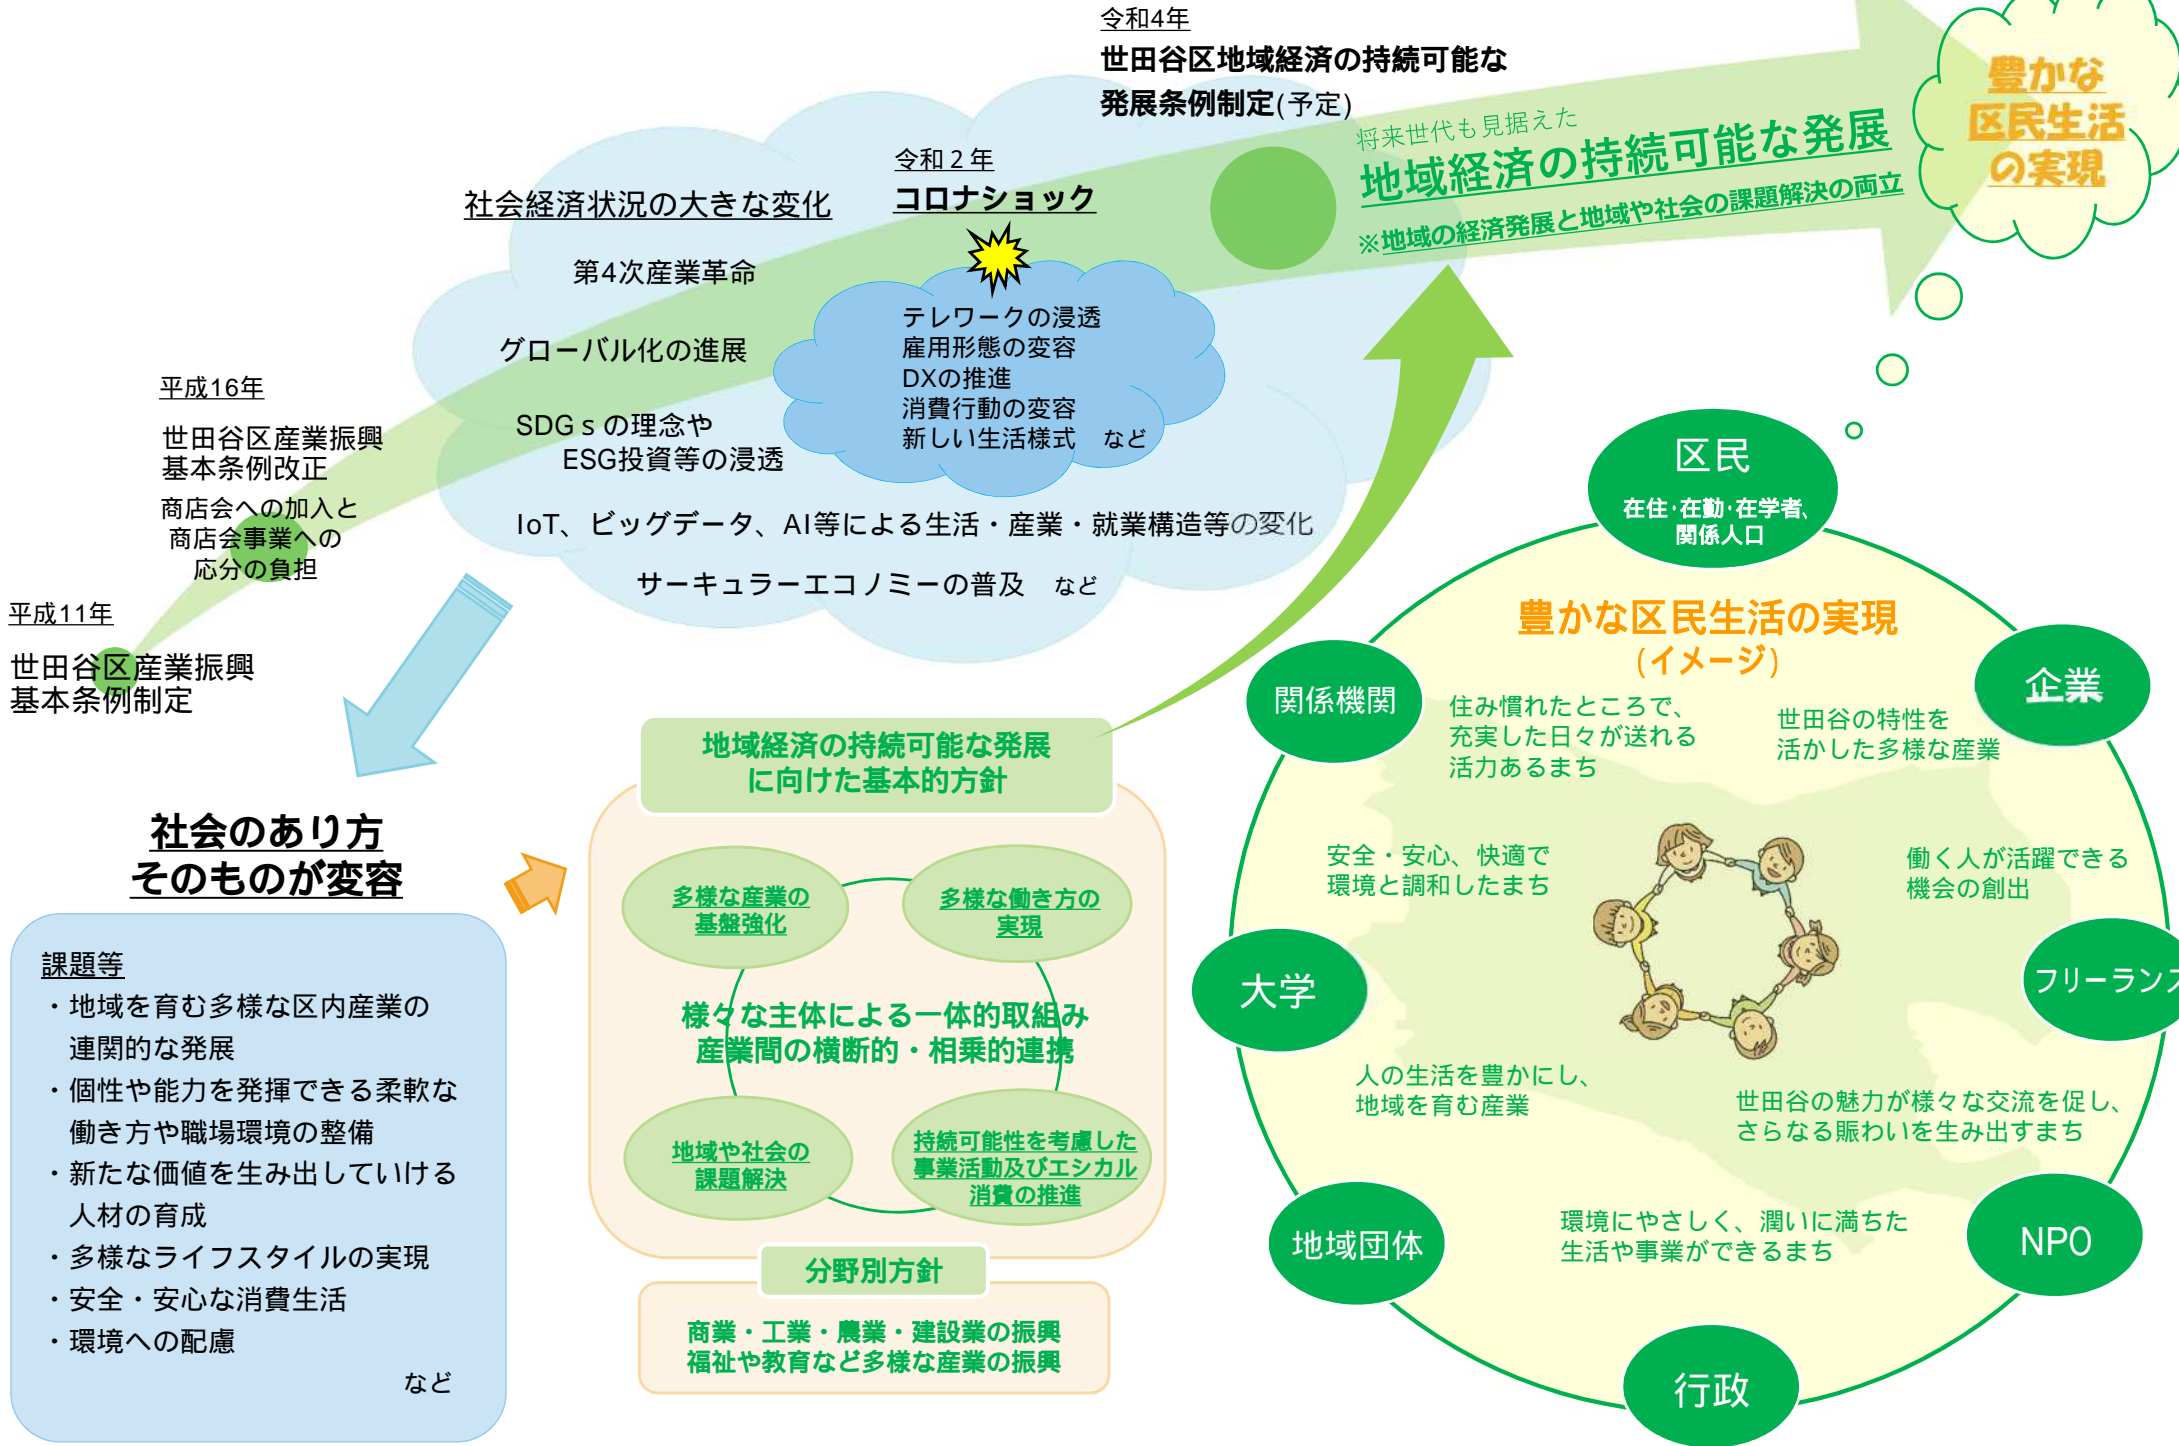 令和4年
世田谷区地域経済の持続可能な
発展条例制定(予定)
豊かな
区民生活
の実現
将来世代も見据えた
地域経済の持続可能な発展
※地域の経済発展と地域や社会の課題解決の両立
令和２年
コロナショック
社会経済状況の大きな変化
第4次産業革命
グローバル化の進展
SDGｓの理念や
ESG投資等の浸透
IoT、ビッグデータ、AI等による生活・産業・就業構造等の変化
サーキュラーエコノミーの普及　など
テレワークの浸透
雇用形態の変容
DXの推進
消費行動の変容
新しい生活様式　など
平成16年
世田谷区産業振興
基本条例改正
商店会への加入と
商店会事業への
応分の負担
平成11年
世田谷区産業振興
基本条例制定
社会のあり方
そのものが変容
課題等
・地域を育む多様な区内産業の
連関的な発展
・個性や能力を発揮できる柔軟な
働き方や職場環境の整備
・新たな価値を生み出していける
人材の育成
・多様なライフスタイルの実現
・安全・安心な消費生活
・環境への配慮
など
地域経済の持続可能な発展
に向けた基本的方針
多様な産業の
基盤強化
多様な働き方の
実現
様々な主体による一体的取組み
産業間の横断的・相乗的連携
地域や社会の
課題解決
持続可能性を考慮した
事業活動及びエシカル
消費の推進
分野別方針
商業・工業・農業・建設業の振興
福祉や教育など多様な産業の振興
区民
在住・在勤・在学者、
関係人口
豊かな区民生活の実現
(イメージ)
関係機関
企業
住み慣れたところで、
充実した日々が送れる
活力あるまち
世田谷の特性を
活かした多様な産業
安全・安心、快適で
環境と調和したまち
働く人が活躍できる
機会の創出
大学
フリーランス
人の生活を豊かにし、
地域を育む産業
世田谷の魅力が様々な交流を促し、
さらなる賑わいを生み出すまち
地域団体
環境にやさしく、潤いに満ちた
生活や事業ができるまち
NPO
行政